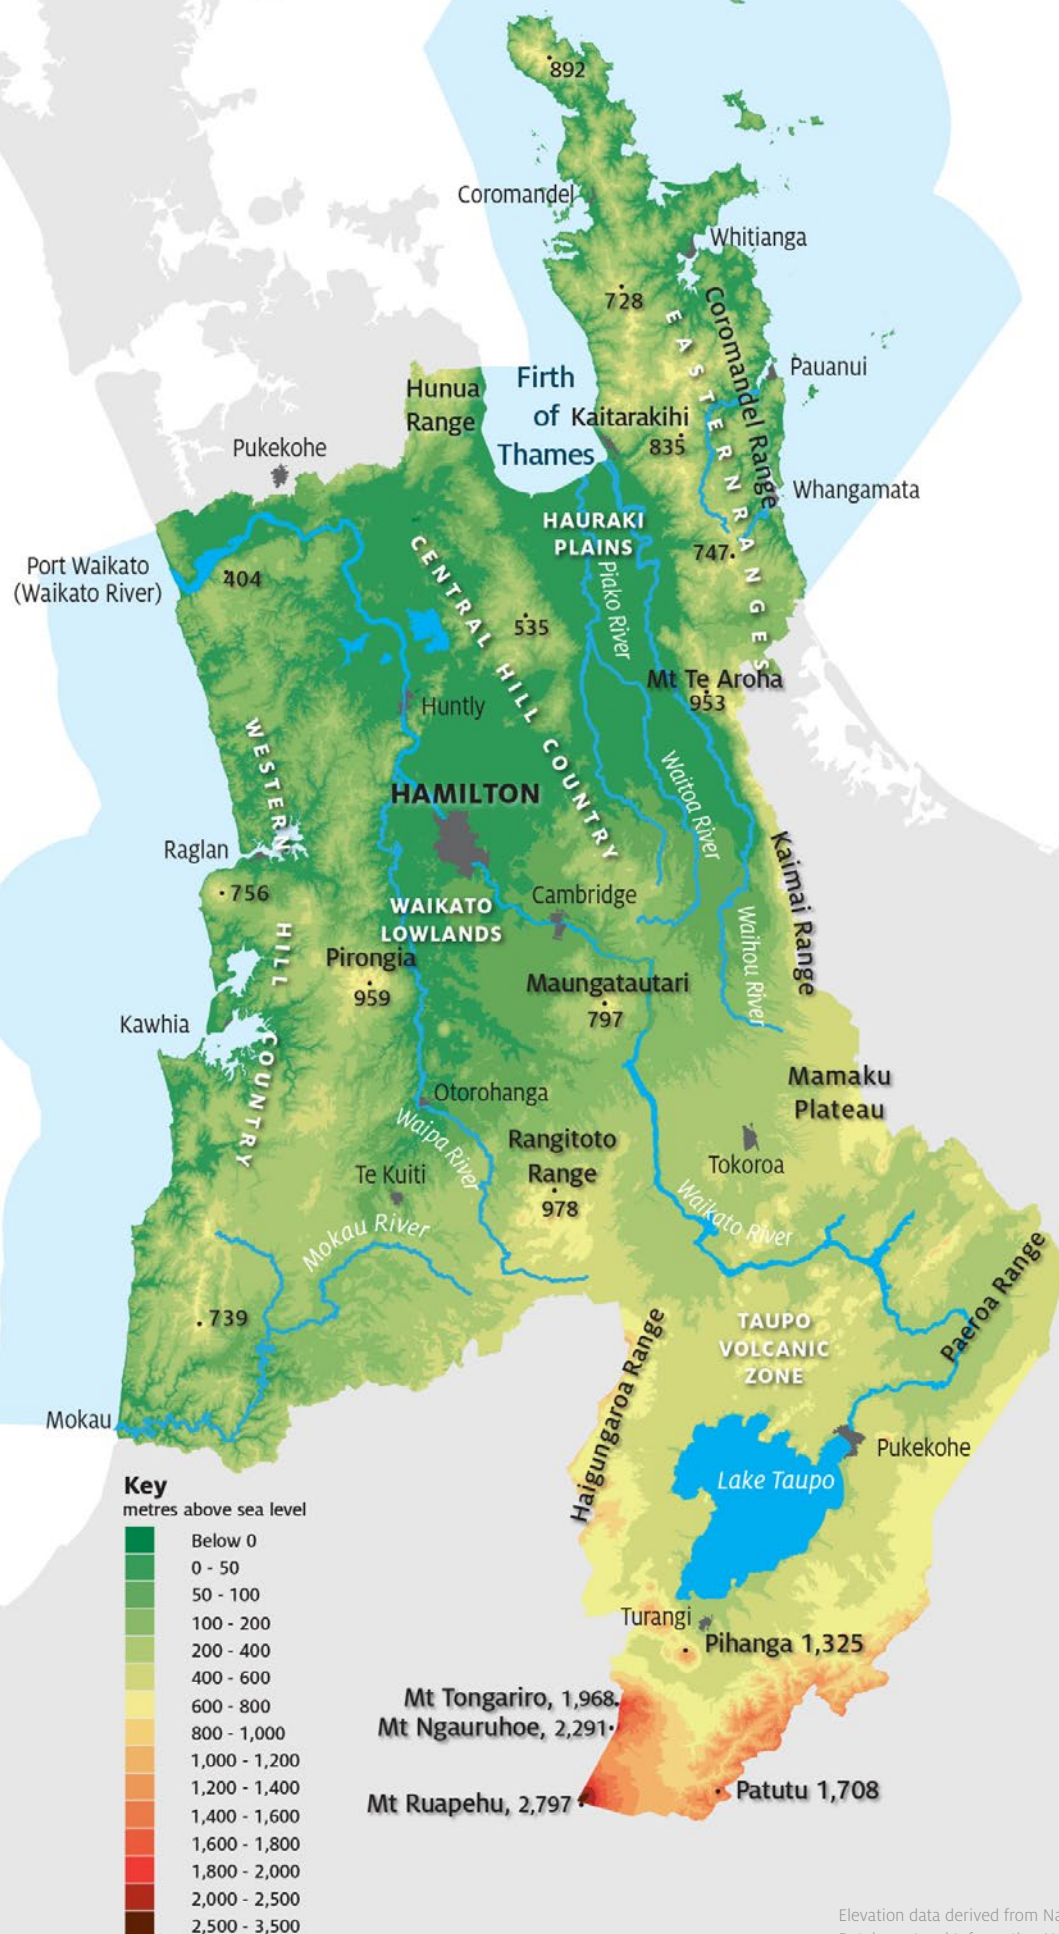 892
Coromandel
Whitianga
728
EASTERN RANGES
Coromandel Range
Pauanui
Hunua
Range
Firth
of
Thames
Kaitarakihi
835
Pukekohe
Whangamata
HAURAKI
PLAINS
747
Port Waikato
(Waikato River)
404
CENTRAL HILL COUNTRY
535
Piako River
Mt Te Aroha
953
Huntly
WESTERN HILL COUNTRY
HAMILTON
Waitoa River
Raglan
756
Kaimai Range
Cambridge
WAIKATO
LOWLANDS
Waihou River
Pirongia
959
Maungatautari
797
Kawhia
Mamaku
Plateau
Otorohanga
Waipa River
Rangitoto
Range
978
Tokoroa
Te Kuiti
Waikato River
Mokau River
Paeroa Range
739
TAUPO
VOLCANIC
ZONE
Haigungaroa Range
Mokau
Pukekohe
Lake Taupo
Key
metres above sea level
Below 0
0 - 50
50 - 100
100 - 200
200 - 400
400 - 600
600 - 800
800 - 1,000
1,000 - 1,200
1,200 - 1,400
1,400 - 1,600
1,600 - 1,800
1,800 - 2,000
2,000 - 2,500
2,500 - 3,500
Turangi
Pihanga 1,325
Mt Tongariro, 1,968
Mt Ngauruhoe, 2,291
Mt Ruapehu, 2,797
Patutu 1,708
Elevation data derived from Na